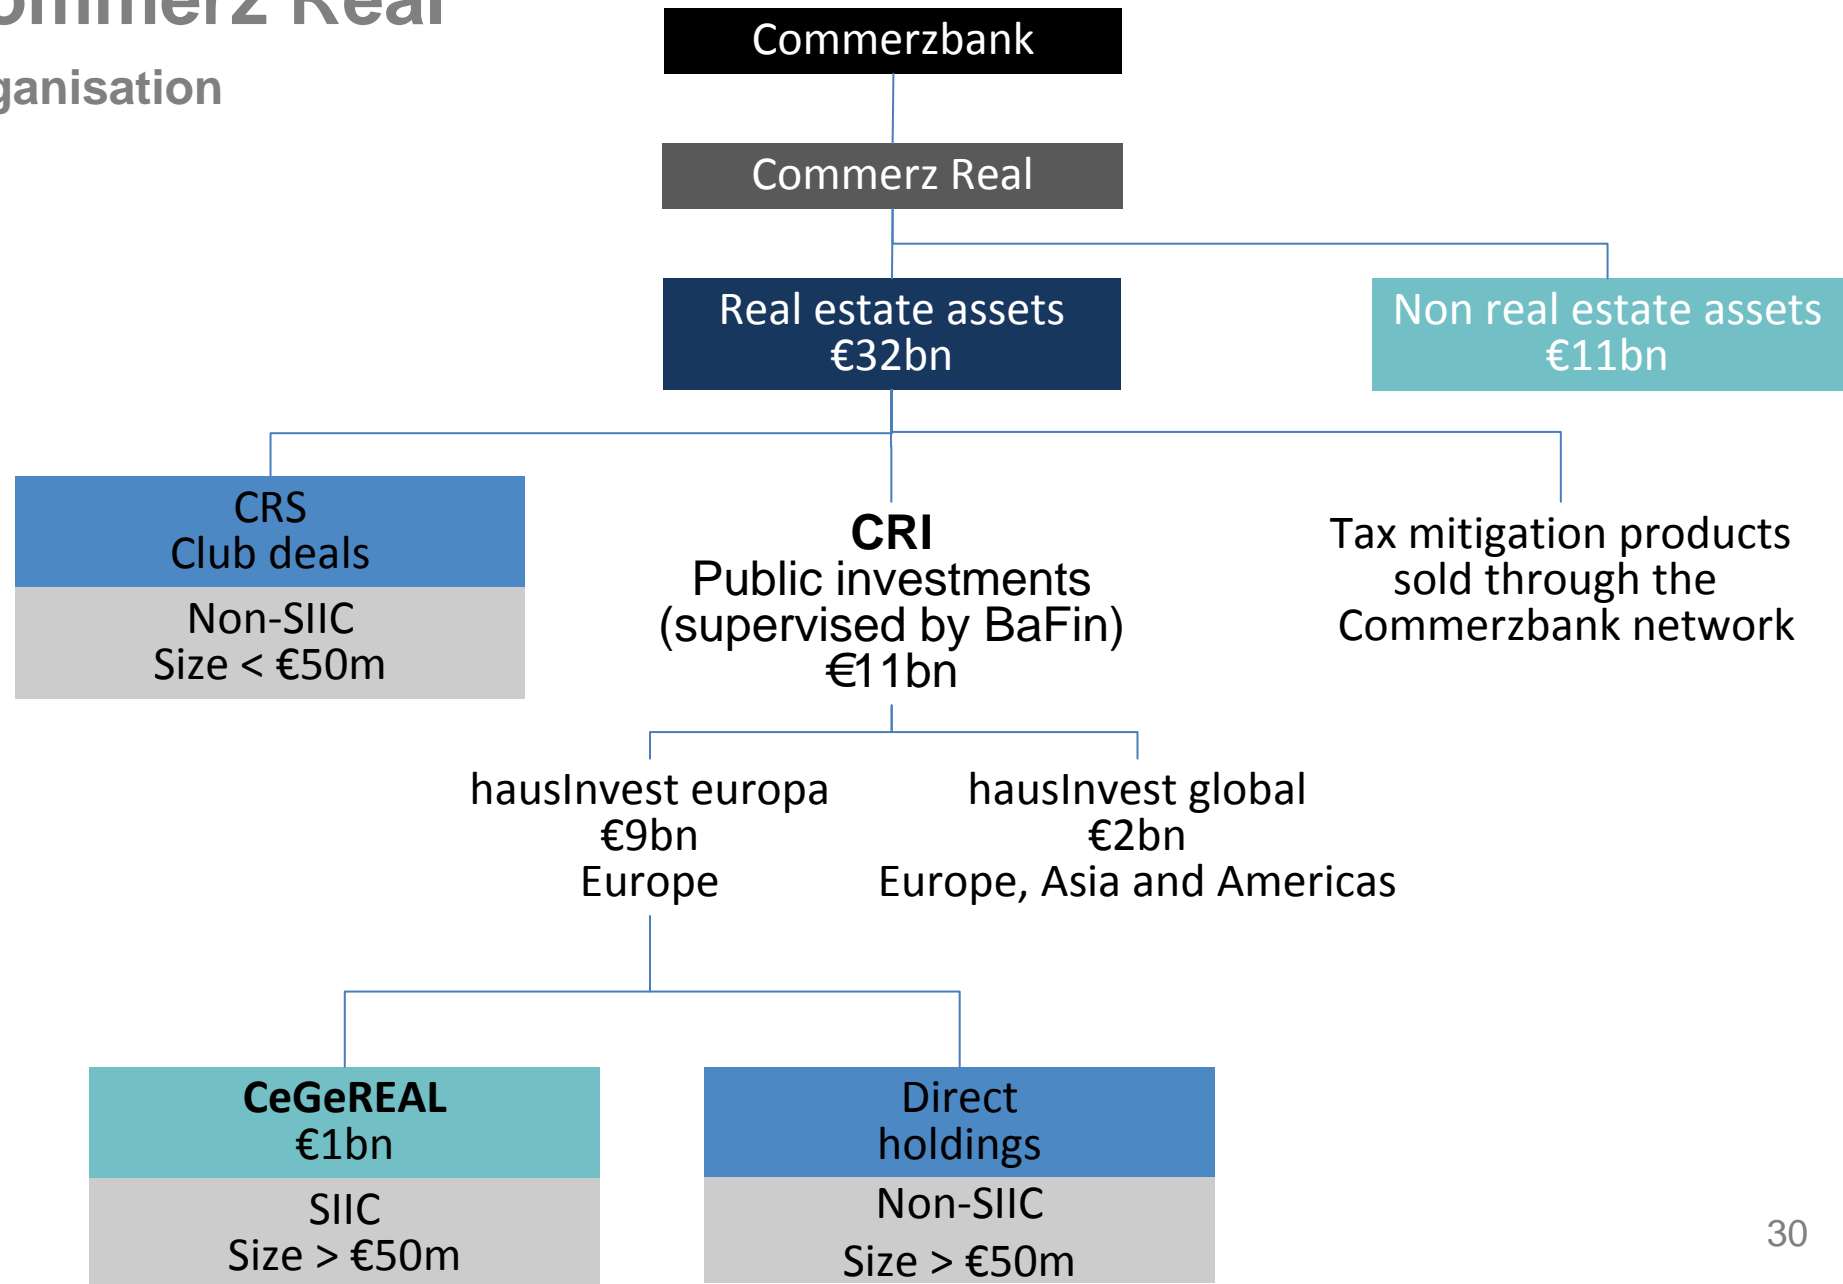 ommerz Real
ganisation
Commerzbank
Commerz Real
Real estate assets
€32bn
Non real estate assets
€11bn
CRS
Club deals
Non-SIIC
Size < €50m
CRI
Public investments
(supervised by BaFin)
€11bn
Tax mitigation products
sold through the
Commerzbank network
hausInvest europa
€9bn
Europe
hausInvest global
€2bn
Europe, Asia and Americas
CeGeREAL
€1bn
SIIC
Size > €50m
Direct
holdings
Non-SIIC
Size > €50m
30